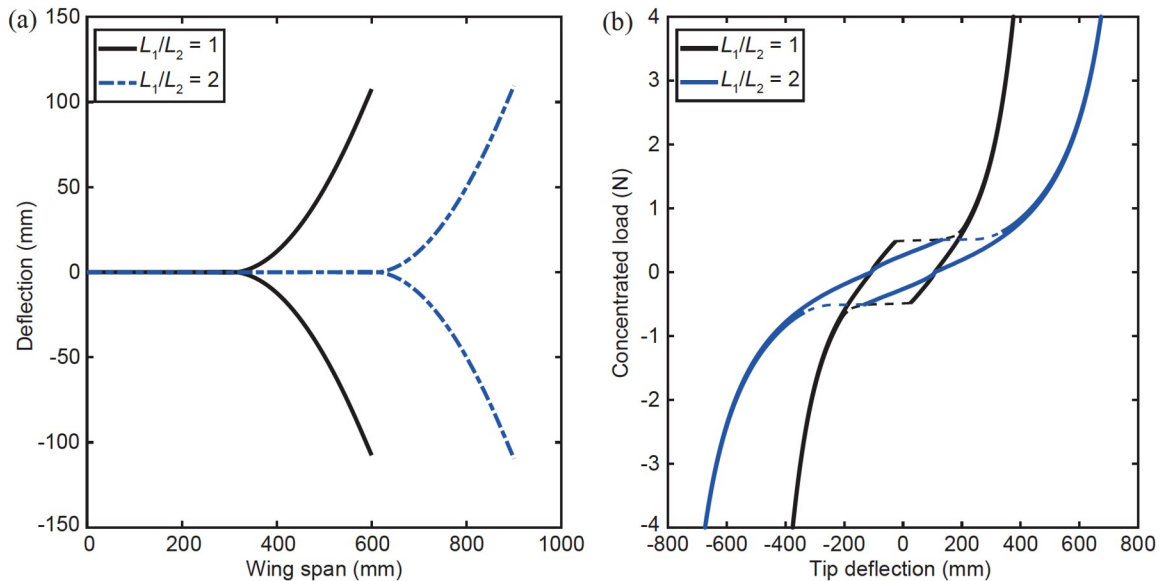 (a)
150
100
50
0
-50
-100
-150
Deflection (mm)
L₁/L₂ = 1
L₁/L₂ = 2
0 200 400 600 800 1000
Wing span (mm)
(b)
4
3
2
1
0
-1
-2
-3
-4
Concentrated load (N)
L₁/L₂ = 1
L₁/L₂ = 2
-800 -600 -400 -200 0 200 400 600 800
Tip deflection (mm)